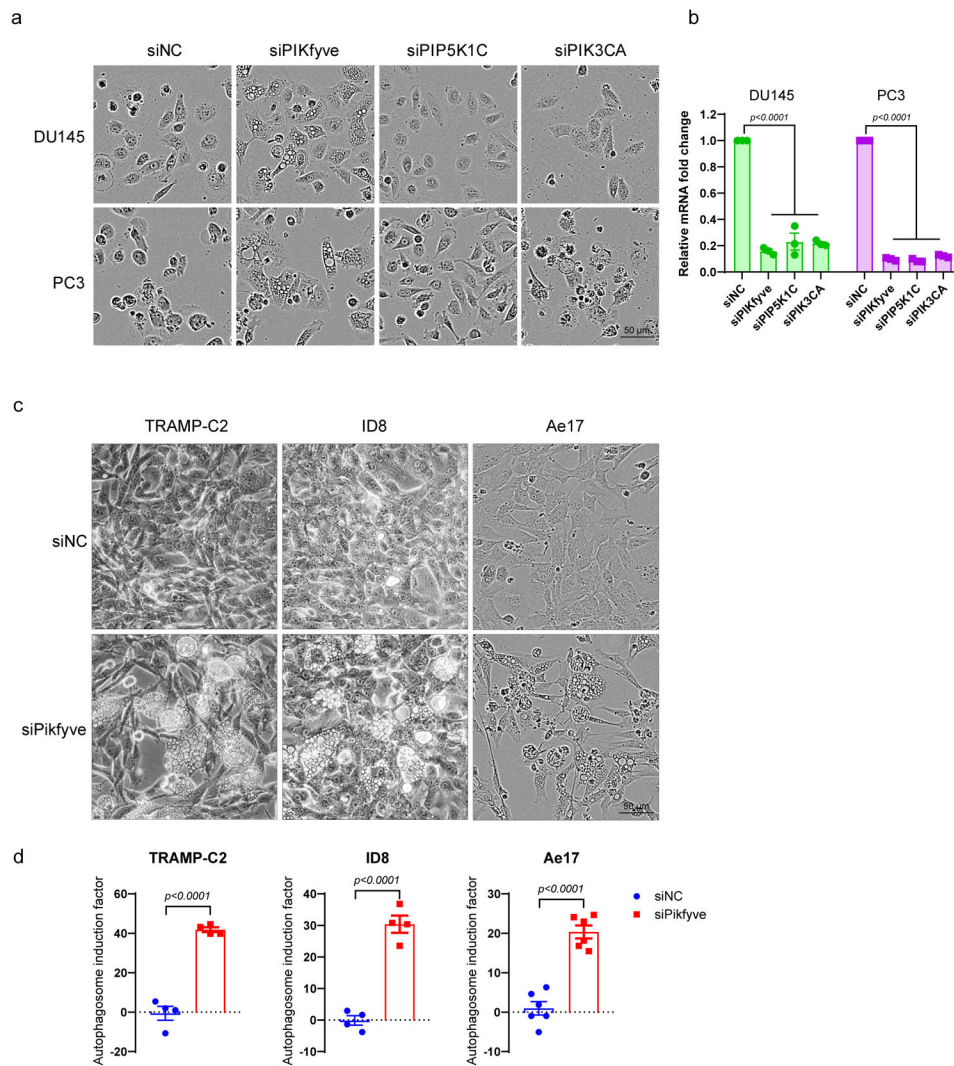 a
siNC siPIKfyve siPIP5K1C siPIK3CA
DU145
PC3
50 μm
b
DU145 PC3
p<0.0001 p<0.0001
Relative mRNA fold change
1.2
1.0
0.8
0.6
0.4
0.2
0.0
siNC siPIKfyve siPIP5K1C siPIK3CA siNC siPIKfyve siPIP5K1C siPIK3CA
c
TRAMP-C2 ID8 Ae17
siNC
siPikfyve
50 μm
d
TRAMP-C2
p<0.0001
Autophagosome induction factor
60
40
20
0
-20
ID8
p<0.0001
Autophagosome induction factor
40
30
20
10
0
-10
Ae17
p<0.0001
Autophagosome induction factor
30
20
10
0
-10
siNC
siPikfyve